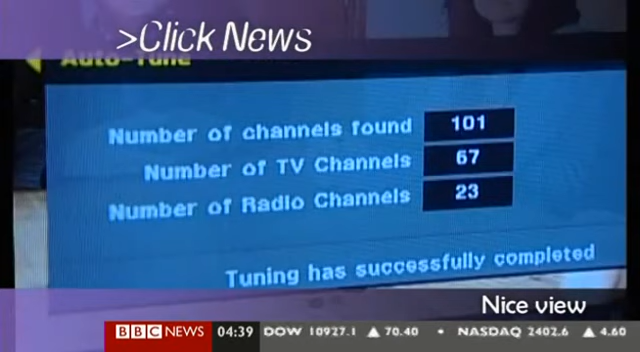 >Click News
Auto-Tune
Number of channels found 101
Number of TV Channels 67
Number of Radio Channels 23
Tuning has successfully completed
Nice view
BBC NEWS 04:39 DOW 10927.1 ▲ 70.40 • NASDAQ 2402.6 ▲ 4.60